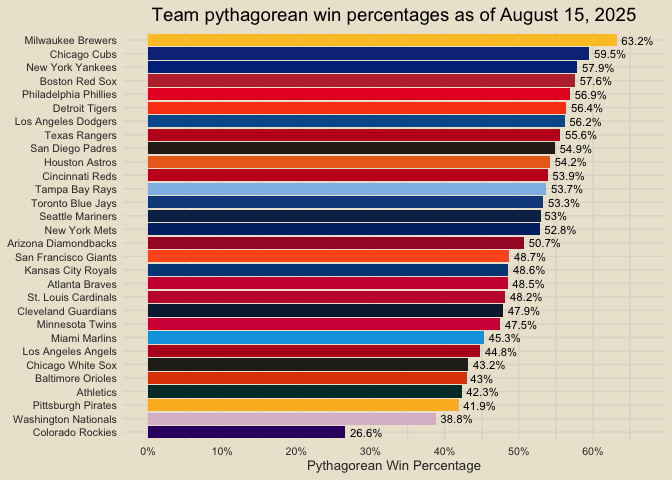 Team pythagorean win percentages as of August 15, 2025
Milwaukee Brewers 63.2%
Chicago Cubs 59.5%
New York Yankees 57.9%
Boston Red Sox 57.6%
Philadelphia Phillies 56.9%
Detroit Tigers 56.4%
Los Angeles Dodgers 56.2%
Texas Rangers 55.6%
San Diego Padres 54.9%
Houston Astros 54.2%
Cincinnati Reds 53.9%
Tampa Bay Rays 53.7%
Toronto Blue Jays 53.3%
Seattle Mariners 53%
New York Mets 52.8%
Arizona Diamondbacks 50.7%
San Francisco Giants 48.7%
Kansas City Royals 48.6%
Atlanta Braves 48.5%
St. Louis Cardinals 48.2%
Cleveland Guardians 47.9%
Minnesota Twins 47.5%
Miami Marlins 45.3%
Los Angeles Angels 44.8%
Chicago White Sox 43.2%
Baltimore Orioles 43%
Athletics 42.3%
Pittsburgh Pirates 41.9%
Washington Nationals 38.8%
Colorado Rockies 26.6%
0% 10% 20% 30% 40% 50% 60%
Pythagorean Win Percentage